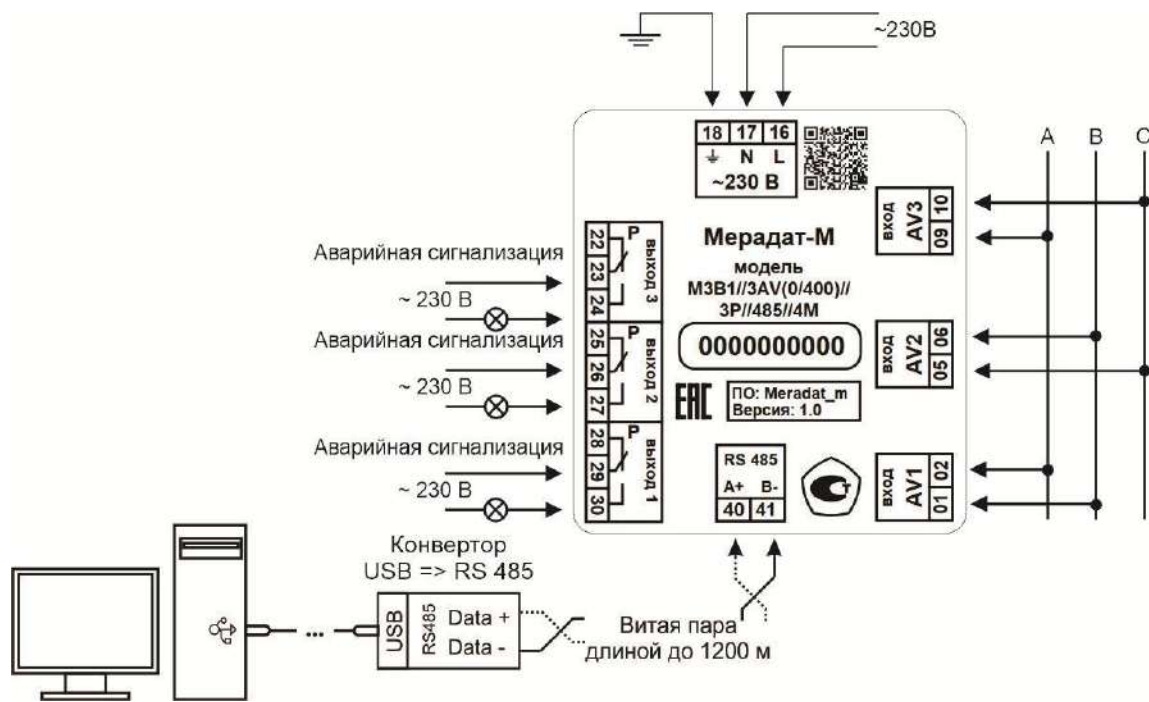 ~230В
18 17 16
N L
~230 В
A B C
вход AV3 09 10
22 23 24 P выход 3
Мерадат-М
Аварийная сигнализация
модель
М3В1//3AV(0/400)//
3P//485//4М
~ 230 В
Аварийная сигнализация
25 26 27 выход 2
0000000000
вход AV2 05 06
~ 230 В
EAC
ПО: Meradat_m
Версия: 1.0
Аварийная сигнализация
28 29 30 P выход 1
RS 485
A+ B-
40 41
Ст
вход AV1 01 02
~ 230 В
Конвертор
USB => RS 485
USB
RS485
Data +
Data -
Витая пара
длиной до 1200 м
...